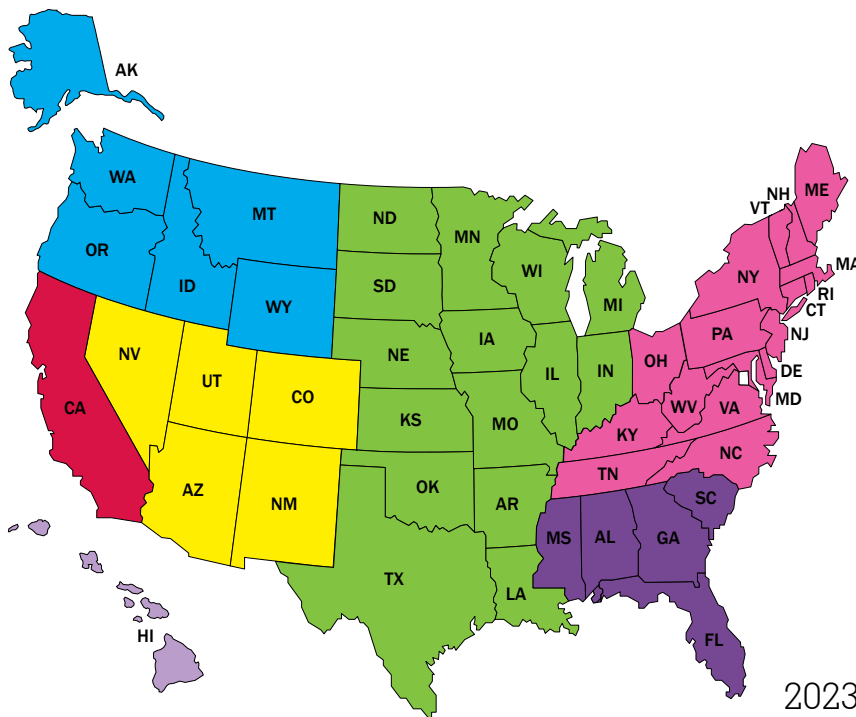 AK
WA
MT
ND
MN
OR
ID
WY
SD
WI
MI
NH
VT
ME
MA
NY
RI
CT
NJ
PA
DE
MD
NE
IA
IL
IN
OH
WV
VA
NV
UT
CO
KS
MO
KY
NC
CA
AZ
NM
OK
AR
TN
SC
MS
AL
GA
TX
LA
FL
HI
2023